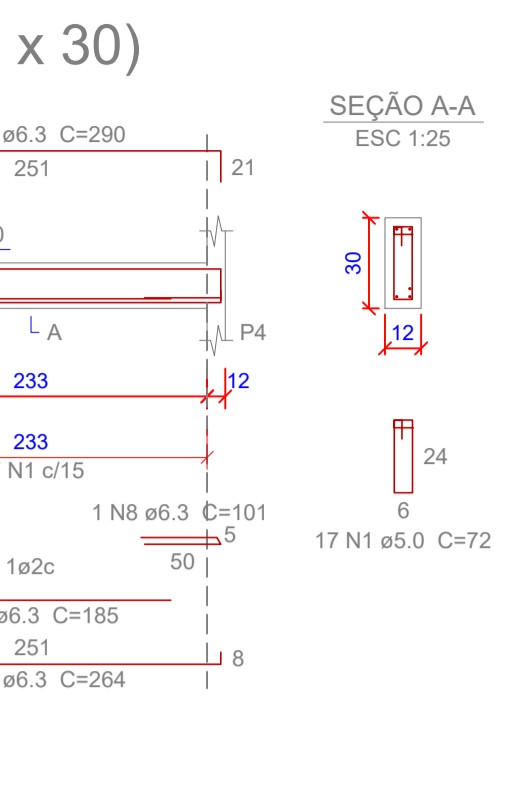 x 30)
SEÇÃO A-A
ESC 1:25
ø6.3 C=290
251
21
30
12
A
P4
233
12
233
N1 c/15
24
6
17 N1 ø5.0 C=72
1 N8 ø6.3 C=101
5
50
1ø2c
ø6.3 C=185
251
8
ø6.3 C=264